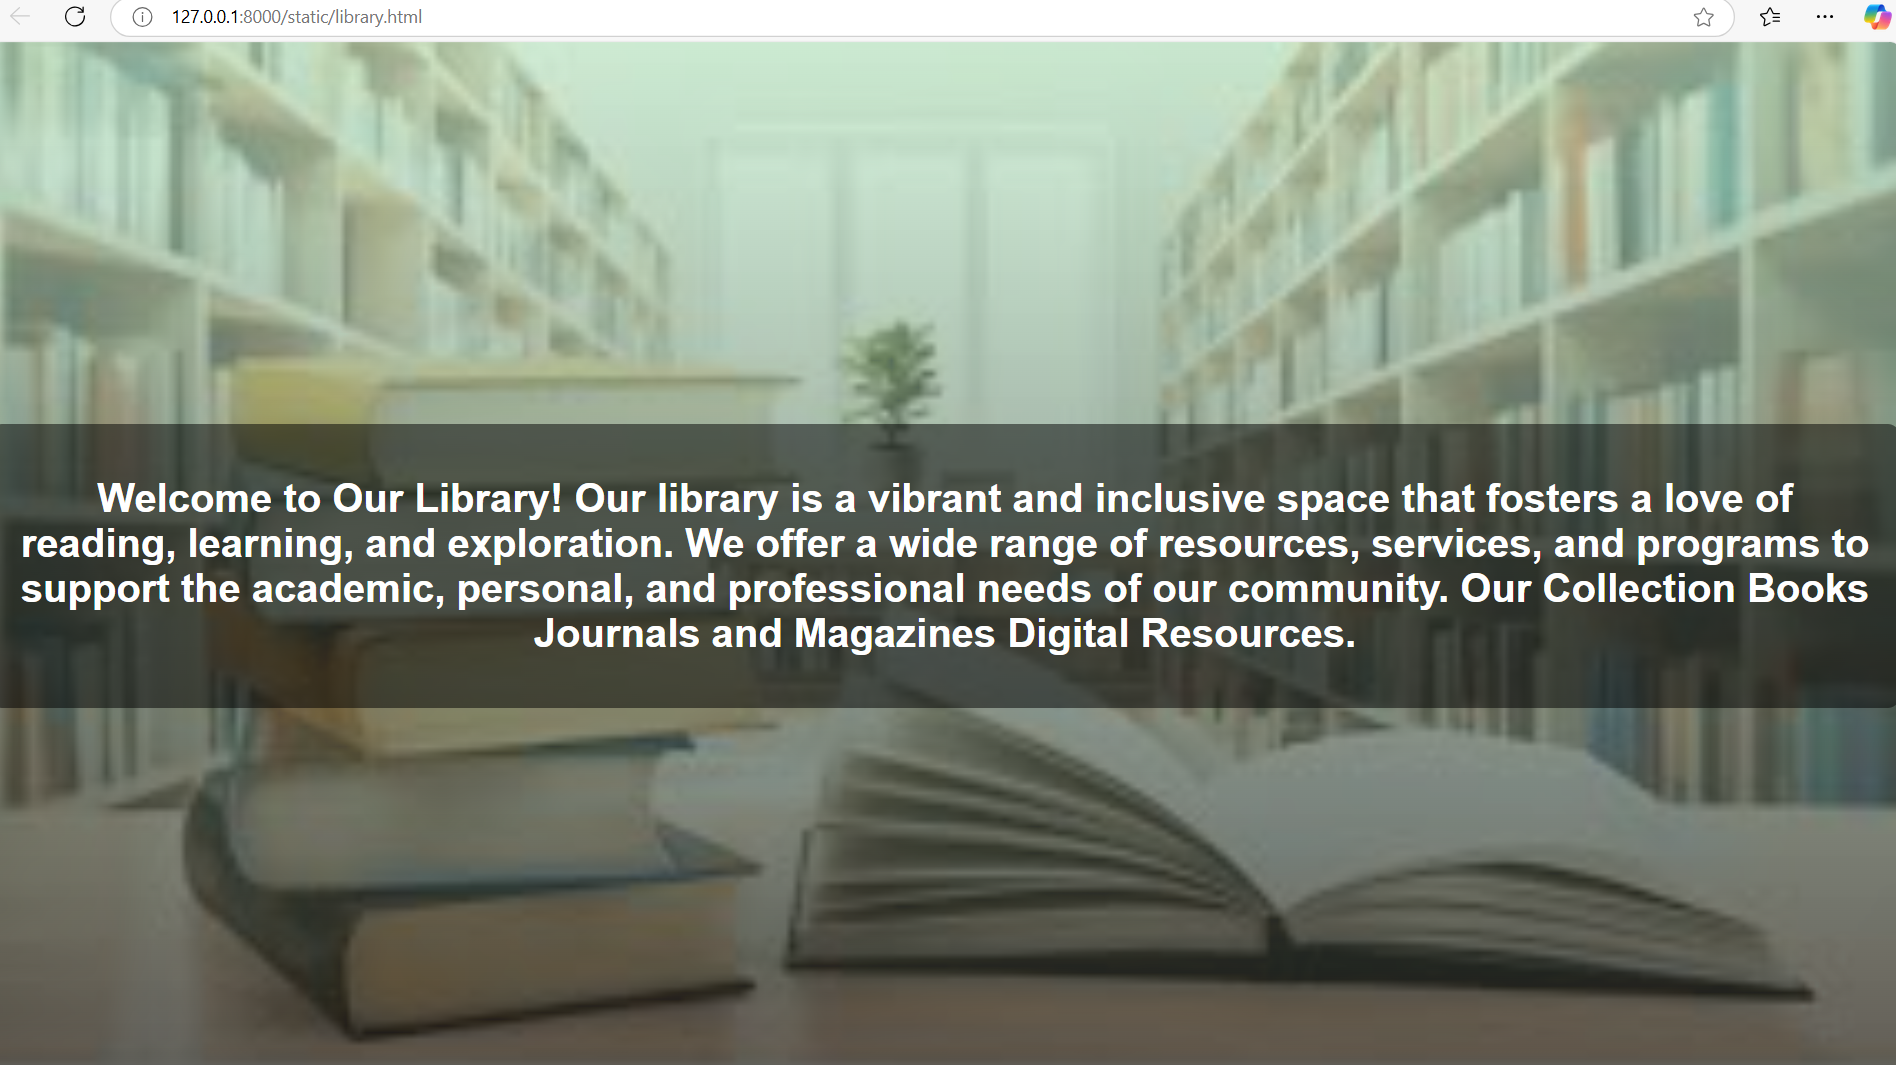 127.0.0.1:8000/static/library.html
Welcome to Our Library! Our library is a vibrant and inclusive space that fosters a love of
reading, learning, and exploration. We offer a wide range of resources, services, and programs to
support the academic, personal, and professional needs of our community. Our Collection Books
Journals and Magazines Digital Resources.